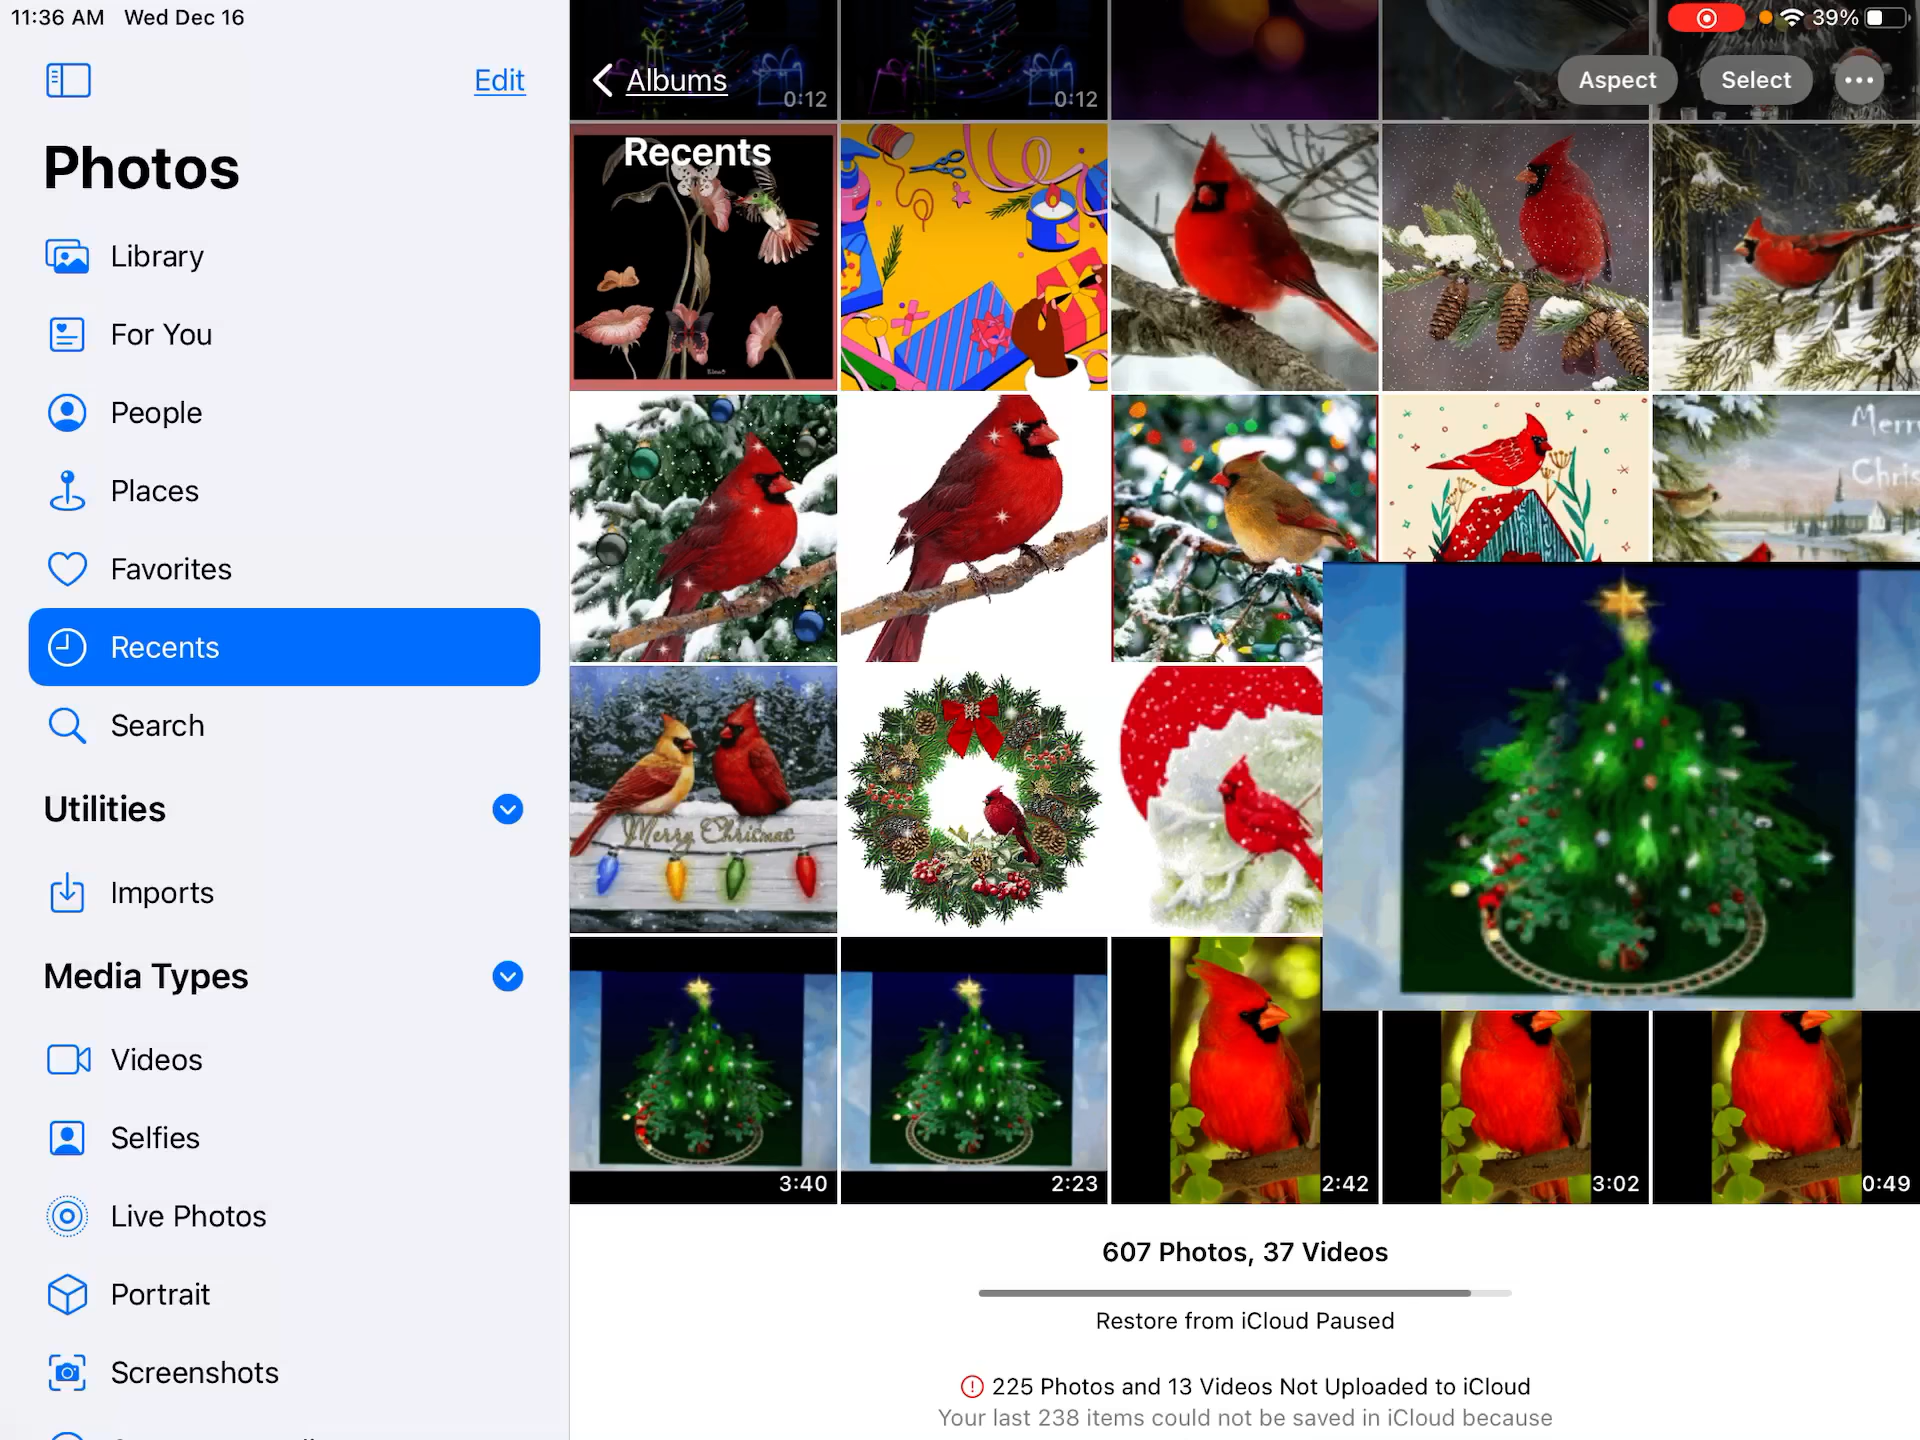 11:36 AM Wed Dec 16
39%
Edit
Albums
Aspect
Select
0:12
0:12
Photos
Recents
Library
For You
People
Places
Favorites
Recents
Search
Utilities
Imports
Media Types
Videos
Selfies
Live Photos
Portrait
Screenshots
Merry Christmas
3:40
2:23
2:42
3:02
0:49
607 Photos, 37 Videos
Restore from iCloud Paused
225 Photos and 13 Videos Not Uploaded to iCloud
Your last 238 items could not be saved in iCloud because